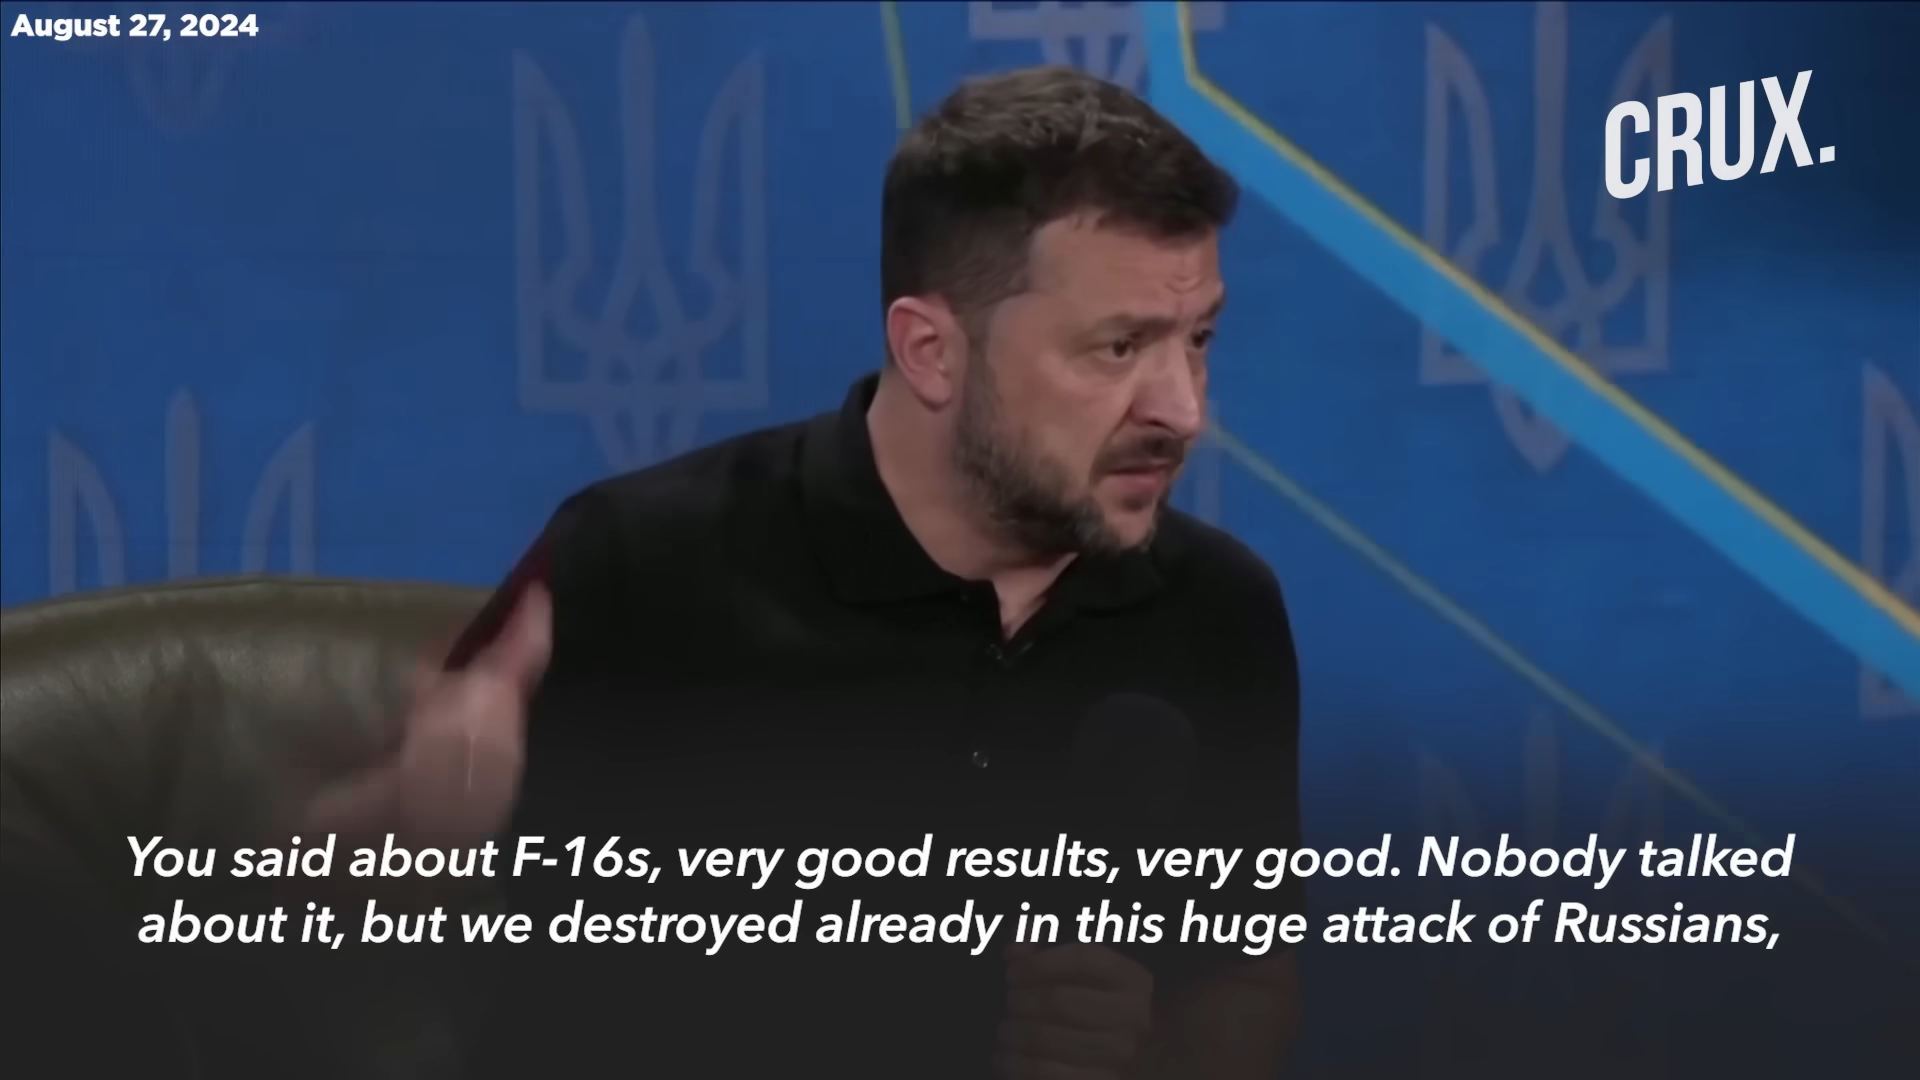 August 27, 2024
CRUX.
You said about F-16s, very good results, very good. Nobody talked
about it, but we destroyed already in this huge attack of Russians,